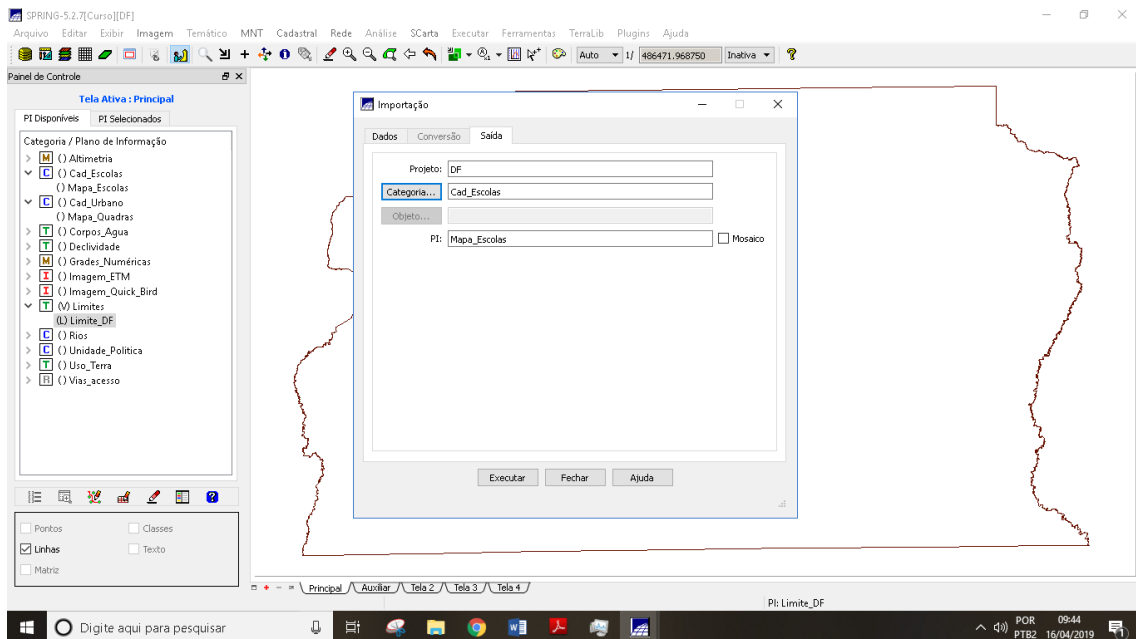 SPRING-5.2.7[Curso][DF]
Arquivo Editar Exibir Imagem Temático MNT Cadastral Rede Análise SCarta Executar Ferramentas TerraLib Plugins Ajuda
Auto 1/ 486471.968750 Inativa
Painel de Controle
Tela Ativa : Principal
PI Disponíveis PI Selecionados
Categoria / Plano de Informação
M () Altimetria
C () Cad_Escolas
() Mapa_Escolas
C () Cad_Urbano
() Mapa_Quadras
T () Corpos_Agua
T () Declividade
M () Grades_Numéricas
I () Imagem_ETM
I () Imagem_Quick_Bird
T (V) Limites
(L) Limite_DF
C () Rios
C () Unidade_Politica
T () Uso_Terra
R () Vias_acesso
Pontos Classes
Linhas Texto
Matriz
Importação
Dados Conversão Saída
Projeto: DF
Categoria... Cad_Escolas
Objeto...
PI: Mapa_Escolas Mosaico
Executar Fechar Ajuda
Principal Auxiliar Tela 2 Tela 3 Tela 4
PI: Limite_DF
Digite aqui para pesquisar
POR 09:44
PTB2 16/04/2019